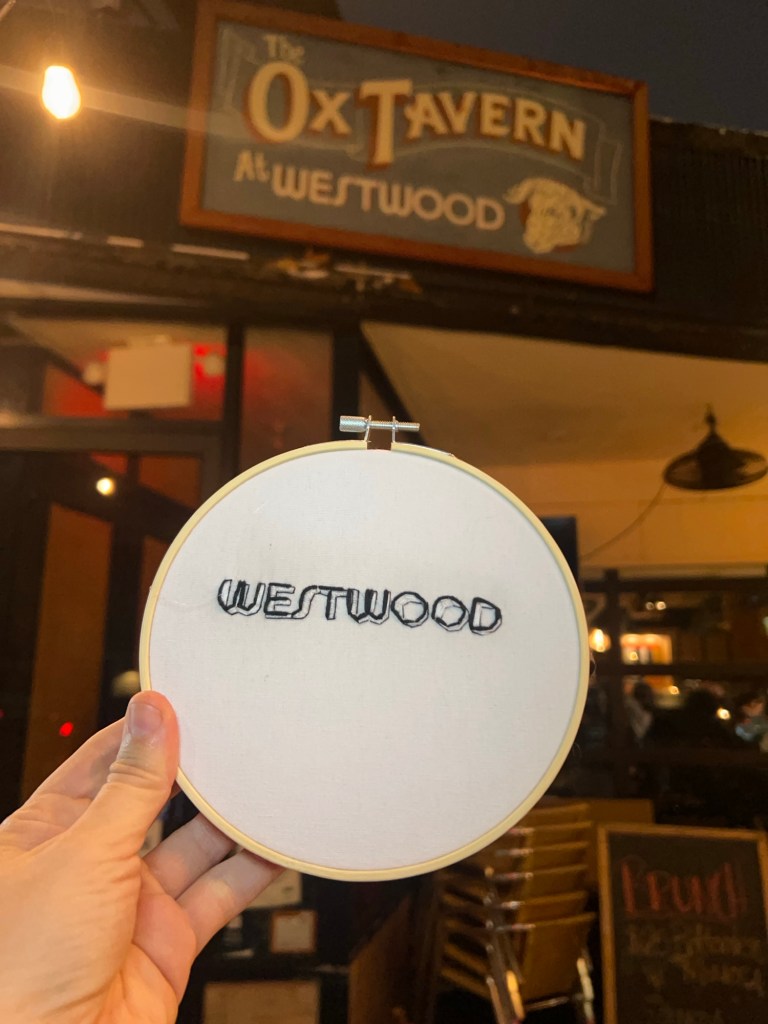 The
Ox Tavern
At WESTWOOD
WESTWOOD
BRUNCH